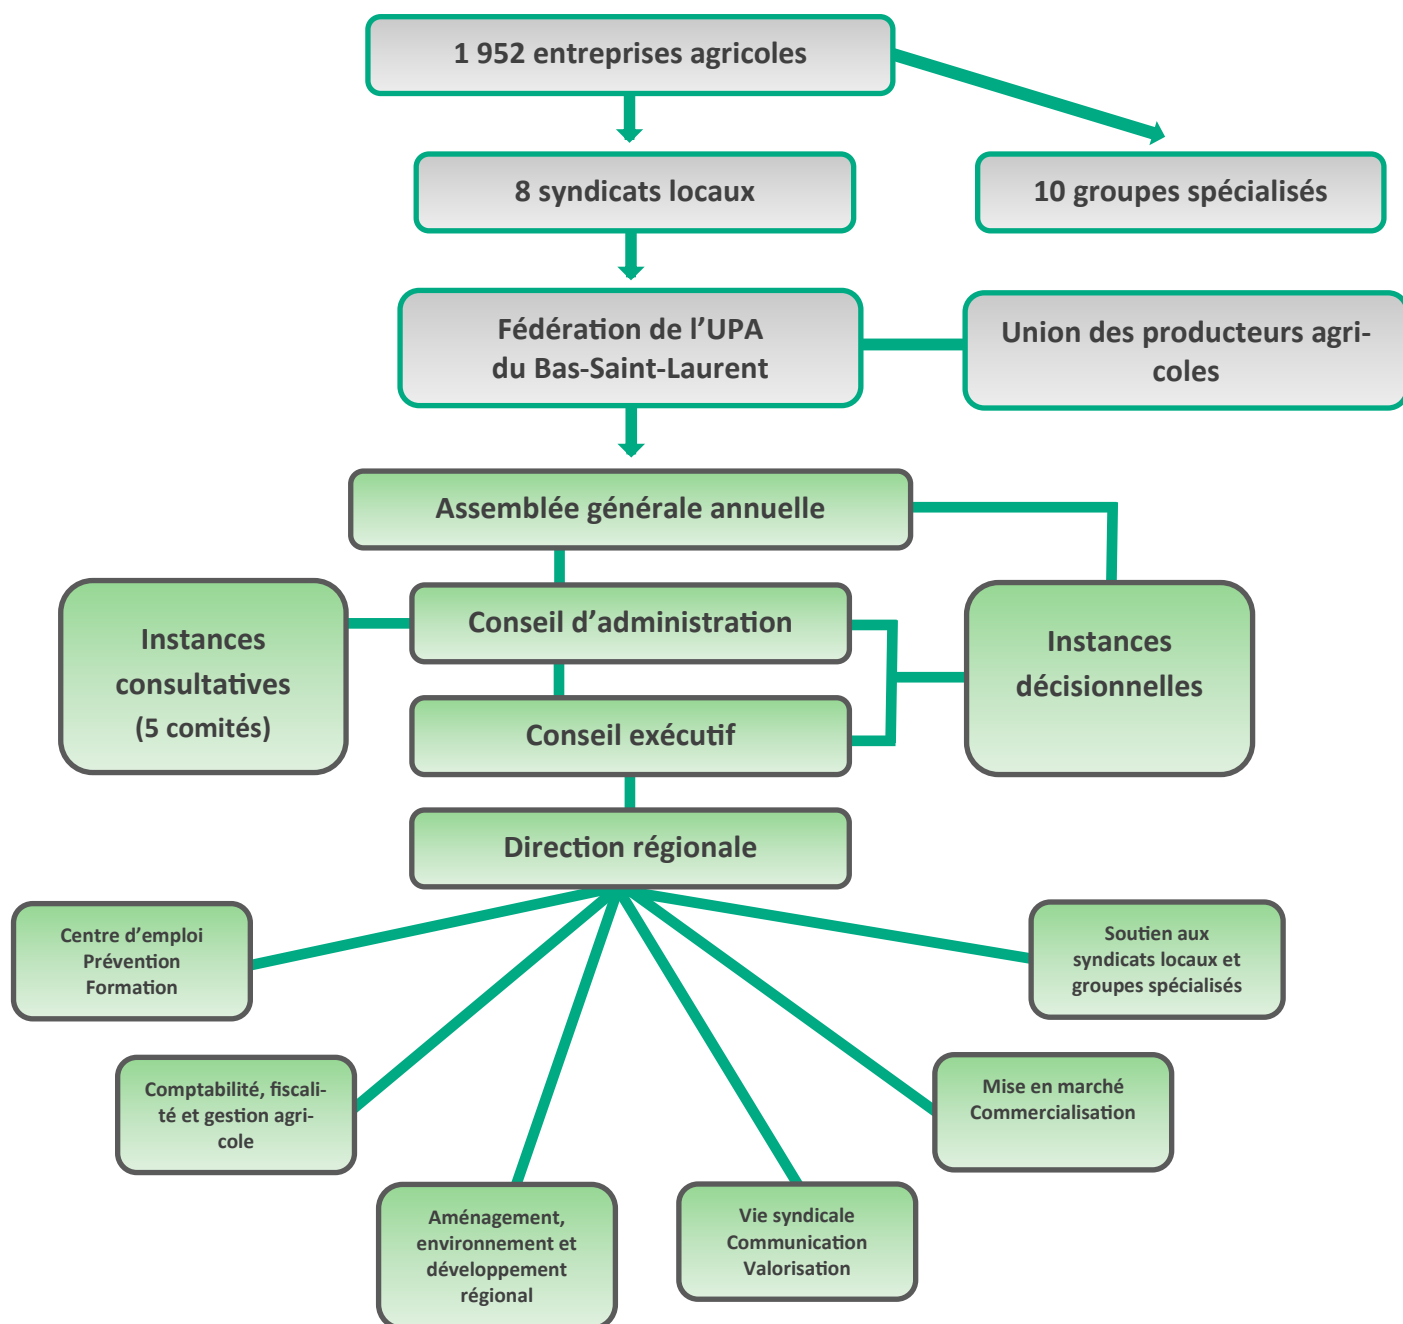 1 952 entreprises agricoles
8 syndicats locaux
10 groupes spécialisés
Fédération de l’UPA
du Bas-Saint-Laurent
Union des producteurs agri-
coles
Assemblée générale annuelle
Instances
consultatives
(5 comités)
Conseil d’administration
Instances
décisionnelles
Conseil exécutif
Direction régionale
Centre d’emploi
Prévention
Formation
Soutien aux
syndicats locaux et
groupes spécialisés
Comptabilité, fiscali-
té et gestion agri-
cole
Mise en marché
Commercialisation
Aménagement,
environnement et
développement
régional
Vie syndicale
Communication
Valorisation